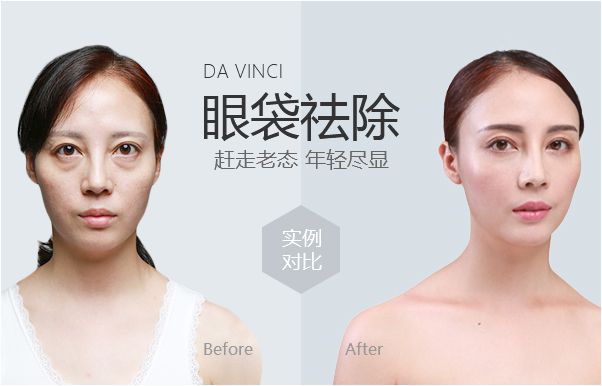 DA VINCI
眼袋祛除
赶走老态 年轻尽显
实例
对比
Before
After